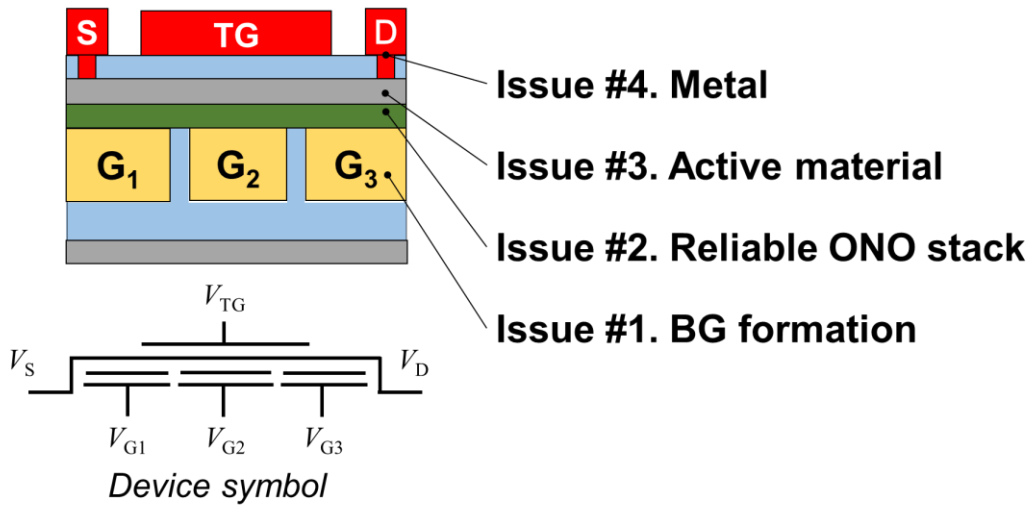 S TG D
Issue #4. Metal
Issue #3. Active material
G1 G2 G3
Issue #2. Reliable ONO stack
Issue #1. BG formation
VTG
VS VD
VG1 VG2 VG3
Device symbol